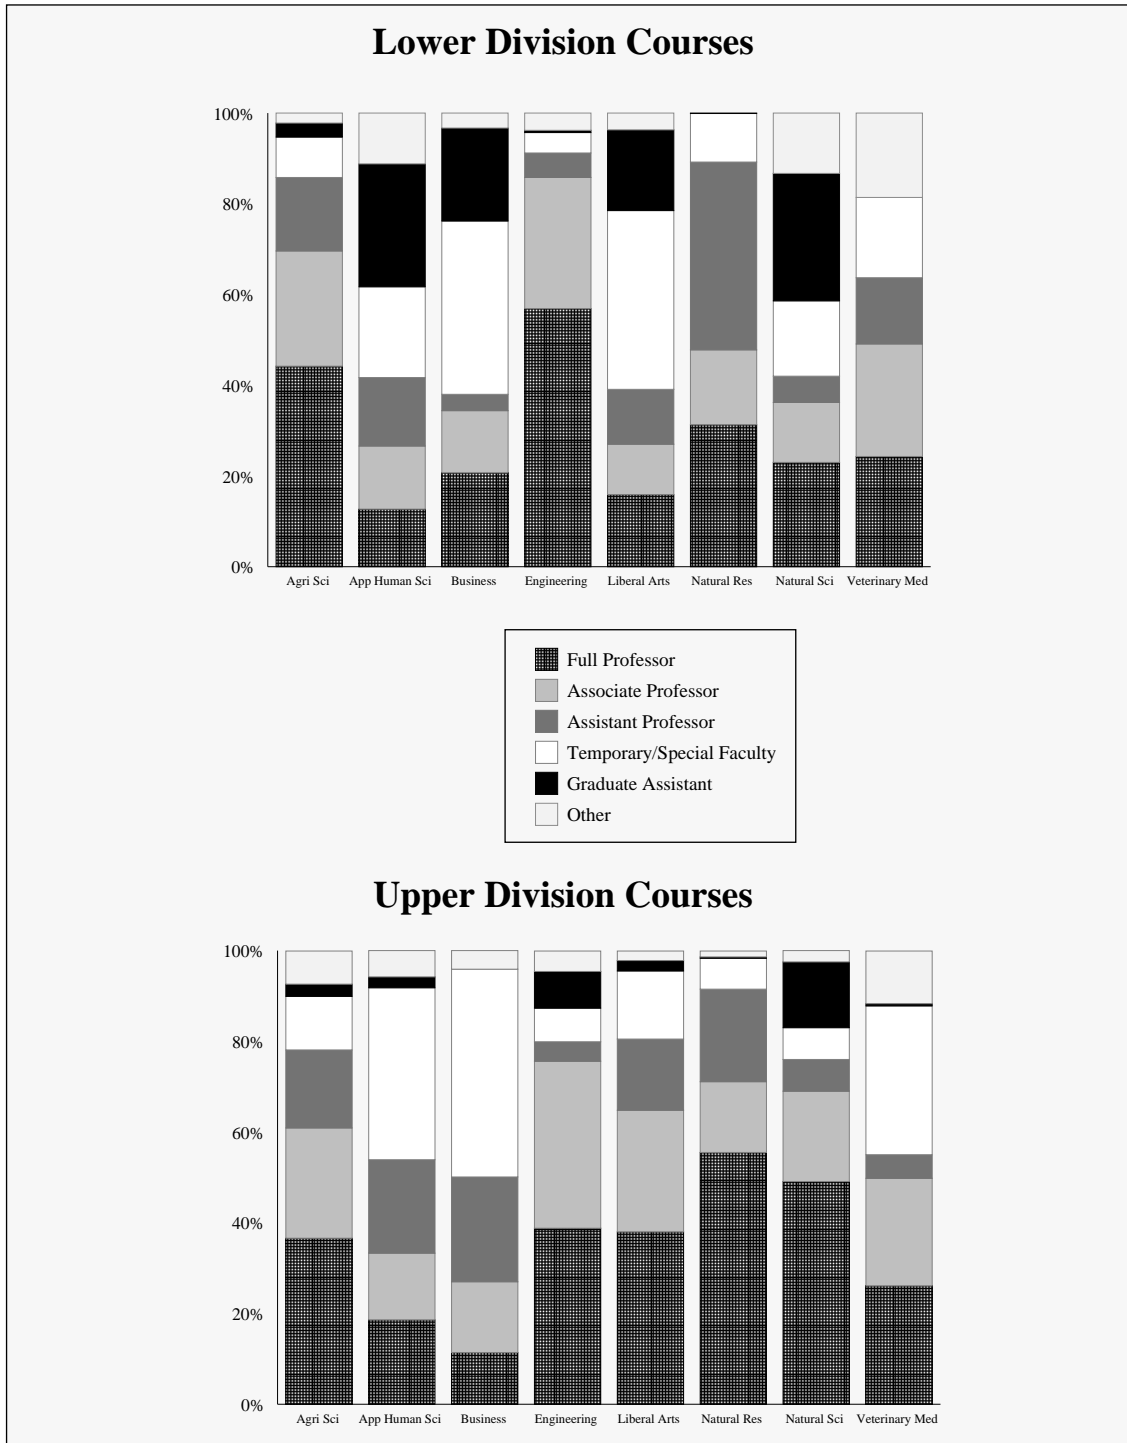 Lower Division Courses
100%
80%
60%
40%
20%
0%
Agri Sci App Human Sci Business Engineering Liberal Arts Natural Res Natural Sci Veterinary Med
Full Professor
Associate Professor
Assistant Professor
Temporary/Special Faculty
Graduate Assistant
Other
Upper Division Courses
100%
80%
60%
40%
20%
0%
Agri Sci App Human Sci Business Engineering Liberal Arts Natural Res Natural Sci Veterinary Med